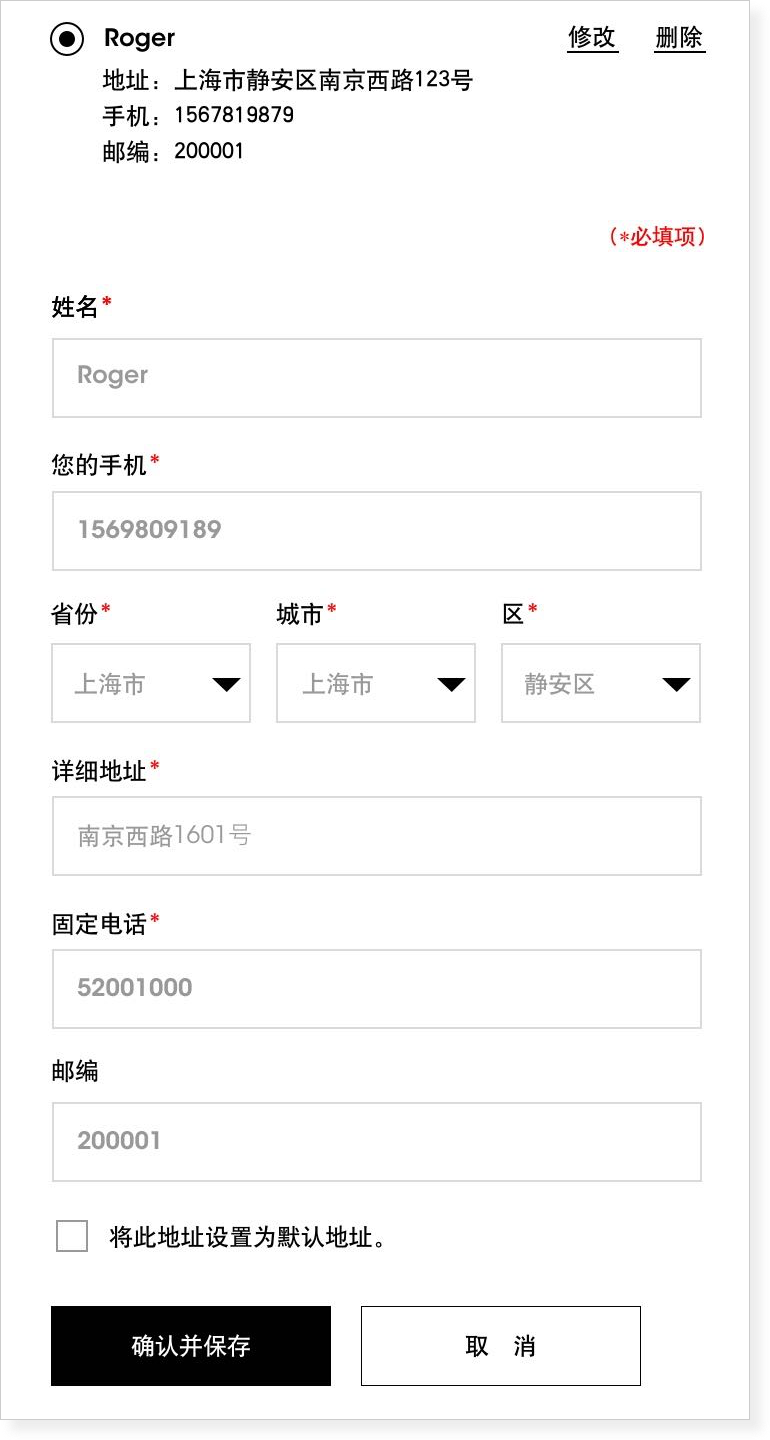 Roger 修改 删除
地址：上海市静安区南京西路123号
手机：1567819879
邮编：200001
（*必填项）
姓名*
Roger
您的手机*
1569809189
省份* 城市* 区*
上海市 上海市 静安区
详细地址*
南京西路1601号
固定电话*
52001000
邮编
200001
将此地址设置为默认地址。
确认并保存 取 消